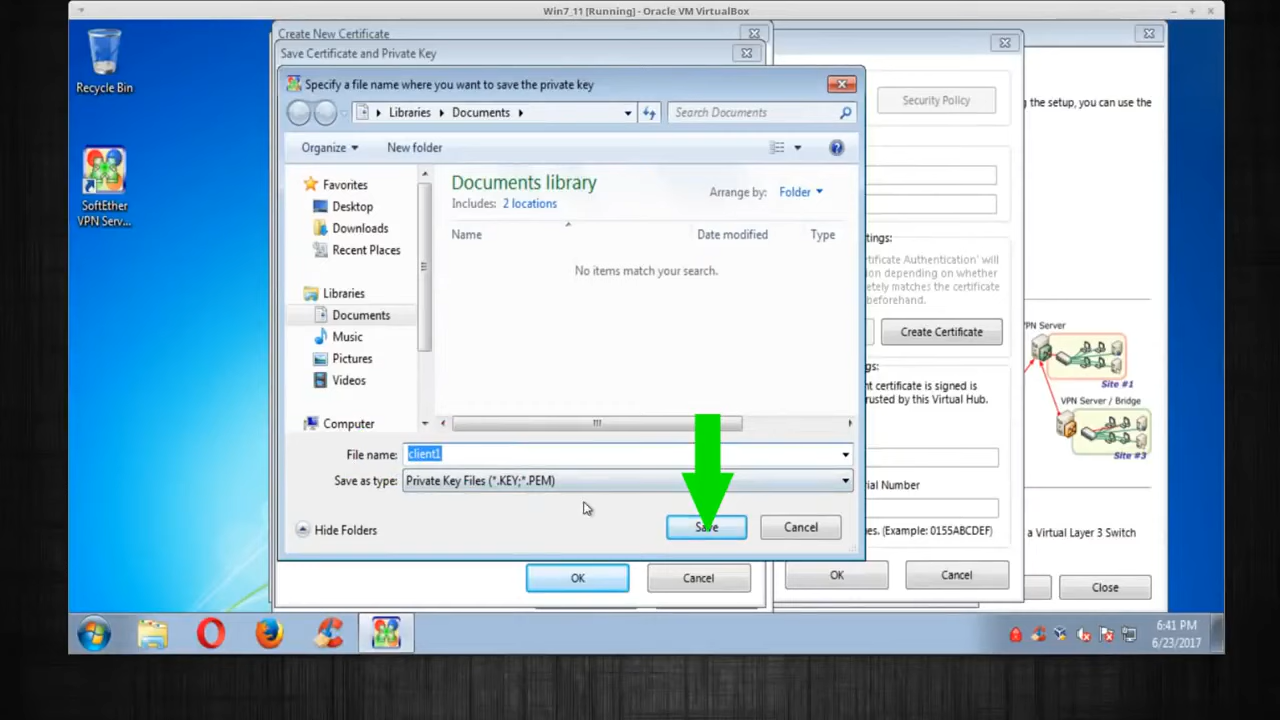 Win7_11 [Running] - Oracle VM VirtualBox
Recycle Bin
SoftEther
VPN Serv...
Create New Certificate
Save Certificate and Private Key
Specify a file name where you want to save the private key
Libraries
Documents
Search Documents
Organize
New folder
Favorites
Desktop
Downloads
Recent Places
Libraries
Documents
Music
Pictures
Videos
Computer
Documents library
Includes: 2 locations
Arrange by: Folder
Name
Date modified
Type
No items match your search.
File name: client1
Save as type: Private Key Files (*.KEY;*.PEM)
Hide Folders
Save
Cancel
OK
Cancel
Security Policy
tings:
rtificate Authentication' will
ion depending on whether
etely matches the certificate
beforehand.
Create Certificate
gs:
nt certificate is signed is
rusted by this Virtual Hub.
rial Number
es. (Example: 0155ABCDEF)
OK
Cancel
g the setup, you can use the
VPN Server
Site #1
VPN Server / Bridge
Site #3
a Virtual Layer 3 Switch
Close
6:41 PM
6/23/2017